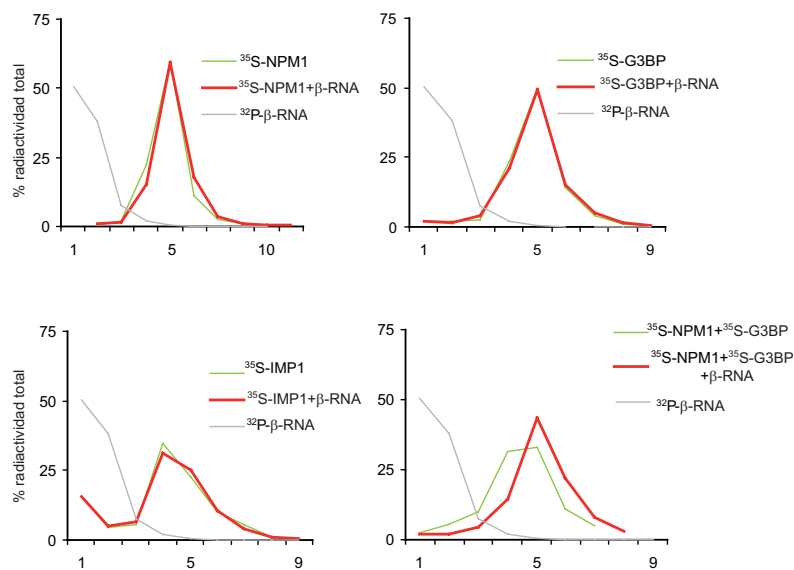 75
50
25
0
% radiactividad total
³⁵S-NPM1
³⁵S-NPM1+β-RNA
³²P-β-RNA
1 5 10
75
50
25
0
³⁵S-G3BP
³⁵S-G3BP+β-RNA
³²P-β-RNA
1 5 9
75
50
25
0
% radiactividad total
³⁵S-IMP1
³⁵S-IMP1+β-RNA
³²P-β-RNA
1 5 9
75
50
25
0
³⁵S-NPM1+³⁵S-G3BP
³⁵S-NPM1+³⁵S-G3BP
+β-RNA
³²P-β-RNA
1 5 9